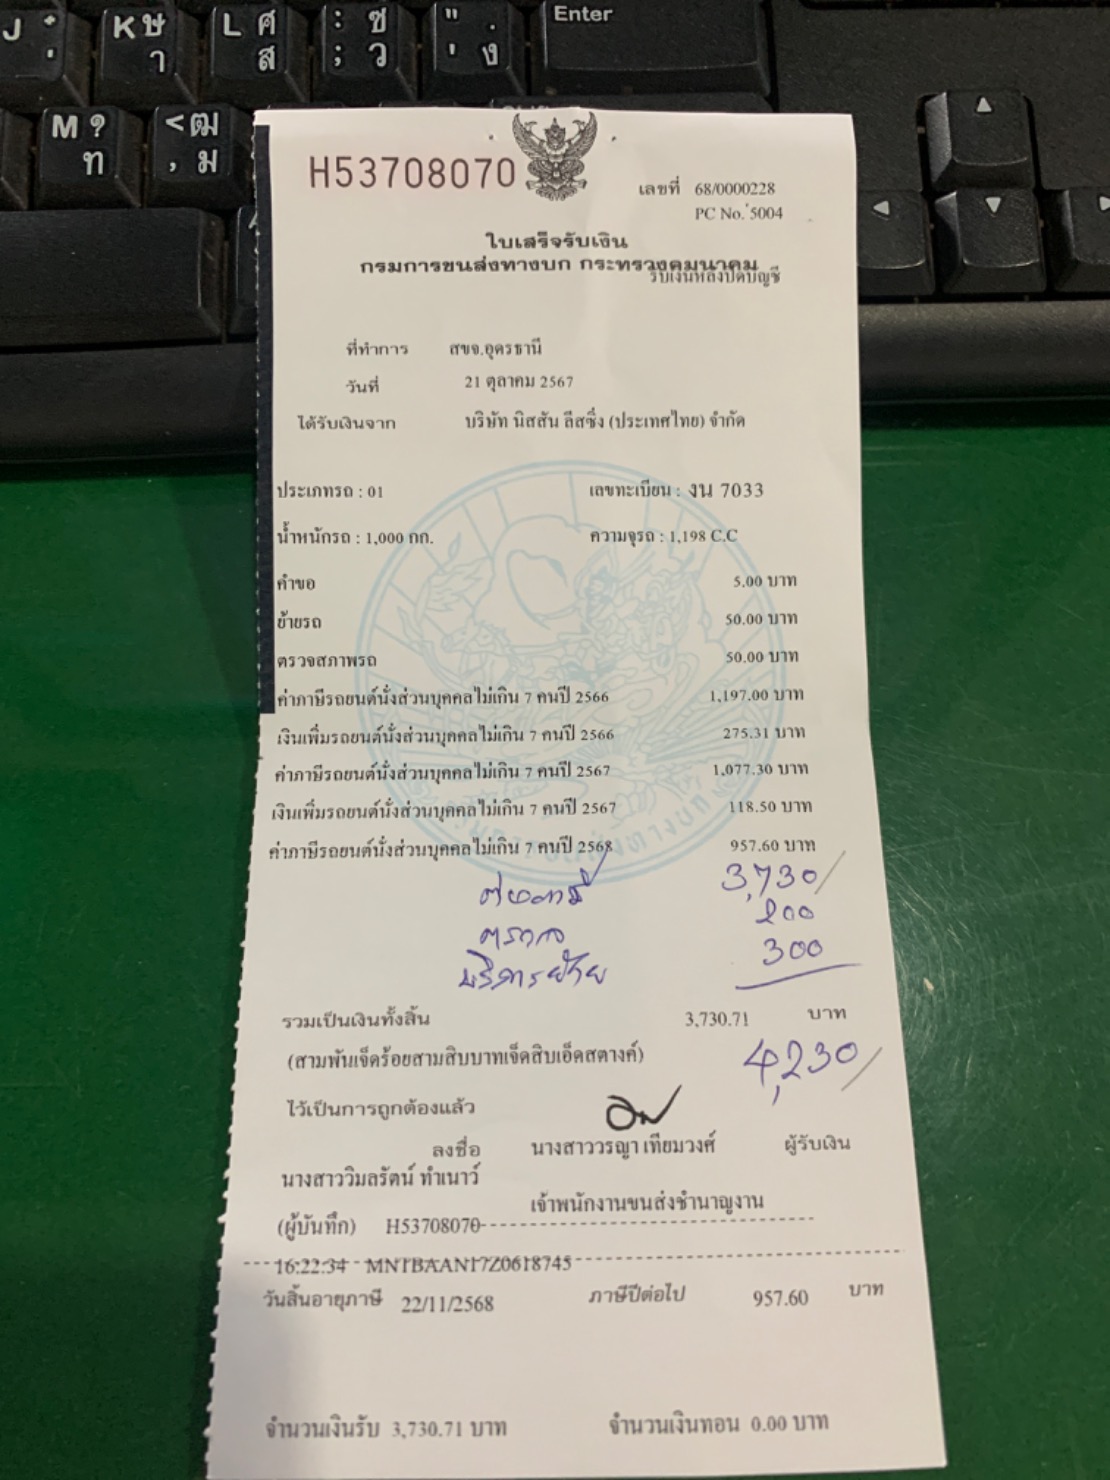 J
K ษ า
L ศ ส
: ซ ; ว
" . ' ง
Enter
M ? ท
< ฒ , ม
H53708070
เลขที่ 68/0000228
PC No. 5004
ใบเสร็จรับเงิน
กรมการขนส่งทางบก กระทรวงคมนาคม
รับเงินหลังปิดบัญชี
ที่ทำการ สขจ.อุดรธานี
วันที่ 21 ตุลาคม 2567
ได้รับเงินจาก บริษัท นิสสัน ลีสซิ่ง (ประเทศไทย) จำกัด
ประเภทรถ : 01 เลขทะเบียน : งน 7033
น้ำหนักรถ : 1,000 กก. ความจุรถ : 1,198 C.C
คำขอ 5.00 บาท
ย้ายรถ 50.00 บาท
ตรวจสภาพรถ 50.00 บาท
ค่าภาษีรถยนต์นั่งส่วนบุคคลไม่เกิน 7 คนปี 2566 1,197.00 บาท
เงินเพิ่มรถยนต์นั่งส่วนบุคคลไม่เกิน 7 คนปี 2566 275.31 บาท
ค่าภาษีรถยนต์นั่งส่วนบุคคลไม่เกิน 7 คนปี 2567 1,077.30 บาท
เงินเพิ่มรถยนต์นั่งส่วนบุคคลไม่เกิน 7 คนปี 2567 118.50 บาท
ค่าภาษีรถยนต์นั่งส่วนบุคคลไม่เกิน 7 คนปี 2568 957.60 บาท
3,730/
ตรวจ 200
บริการย้าย 300
รวมเป็นเงินทั้งสิ้น 3,730.71 บาท
(สามพันเจ็ดร้อยสามสิบบาทเจ็ดสิบเอ็ดสตางค์) 4,230/
ไว้เป็นการถูกต้องแล้ว
ลงชื่อ นางสาววรญา เทียมวงศ์ ผู้รับเงิน
นางสาววิมลรัตน์ ทำเนาว์
เจ้าพนักงานขนส่งชำนาญงาน
(ผู้บันทึก) H53708070
16:22:34 MNTBAAN17Z0618745
วันสิ้นอายุภาษี 22/11/2568 ภาษีปีต่อไป 957.60 บาท
จำนวนเงินรับ 3,730.71 บาท จำนวนเงินทอน 0.00 บาท